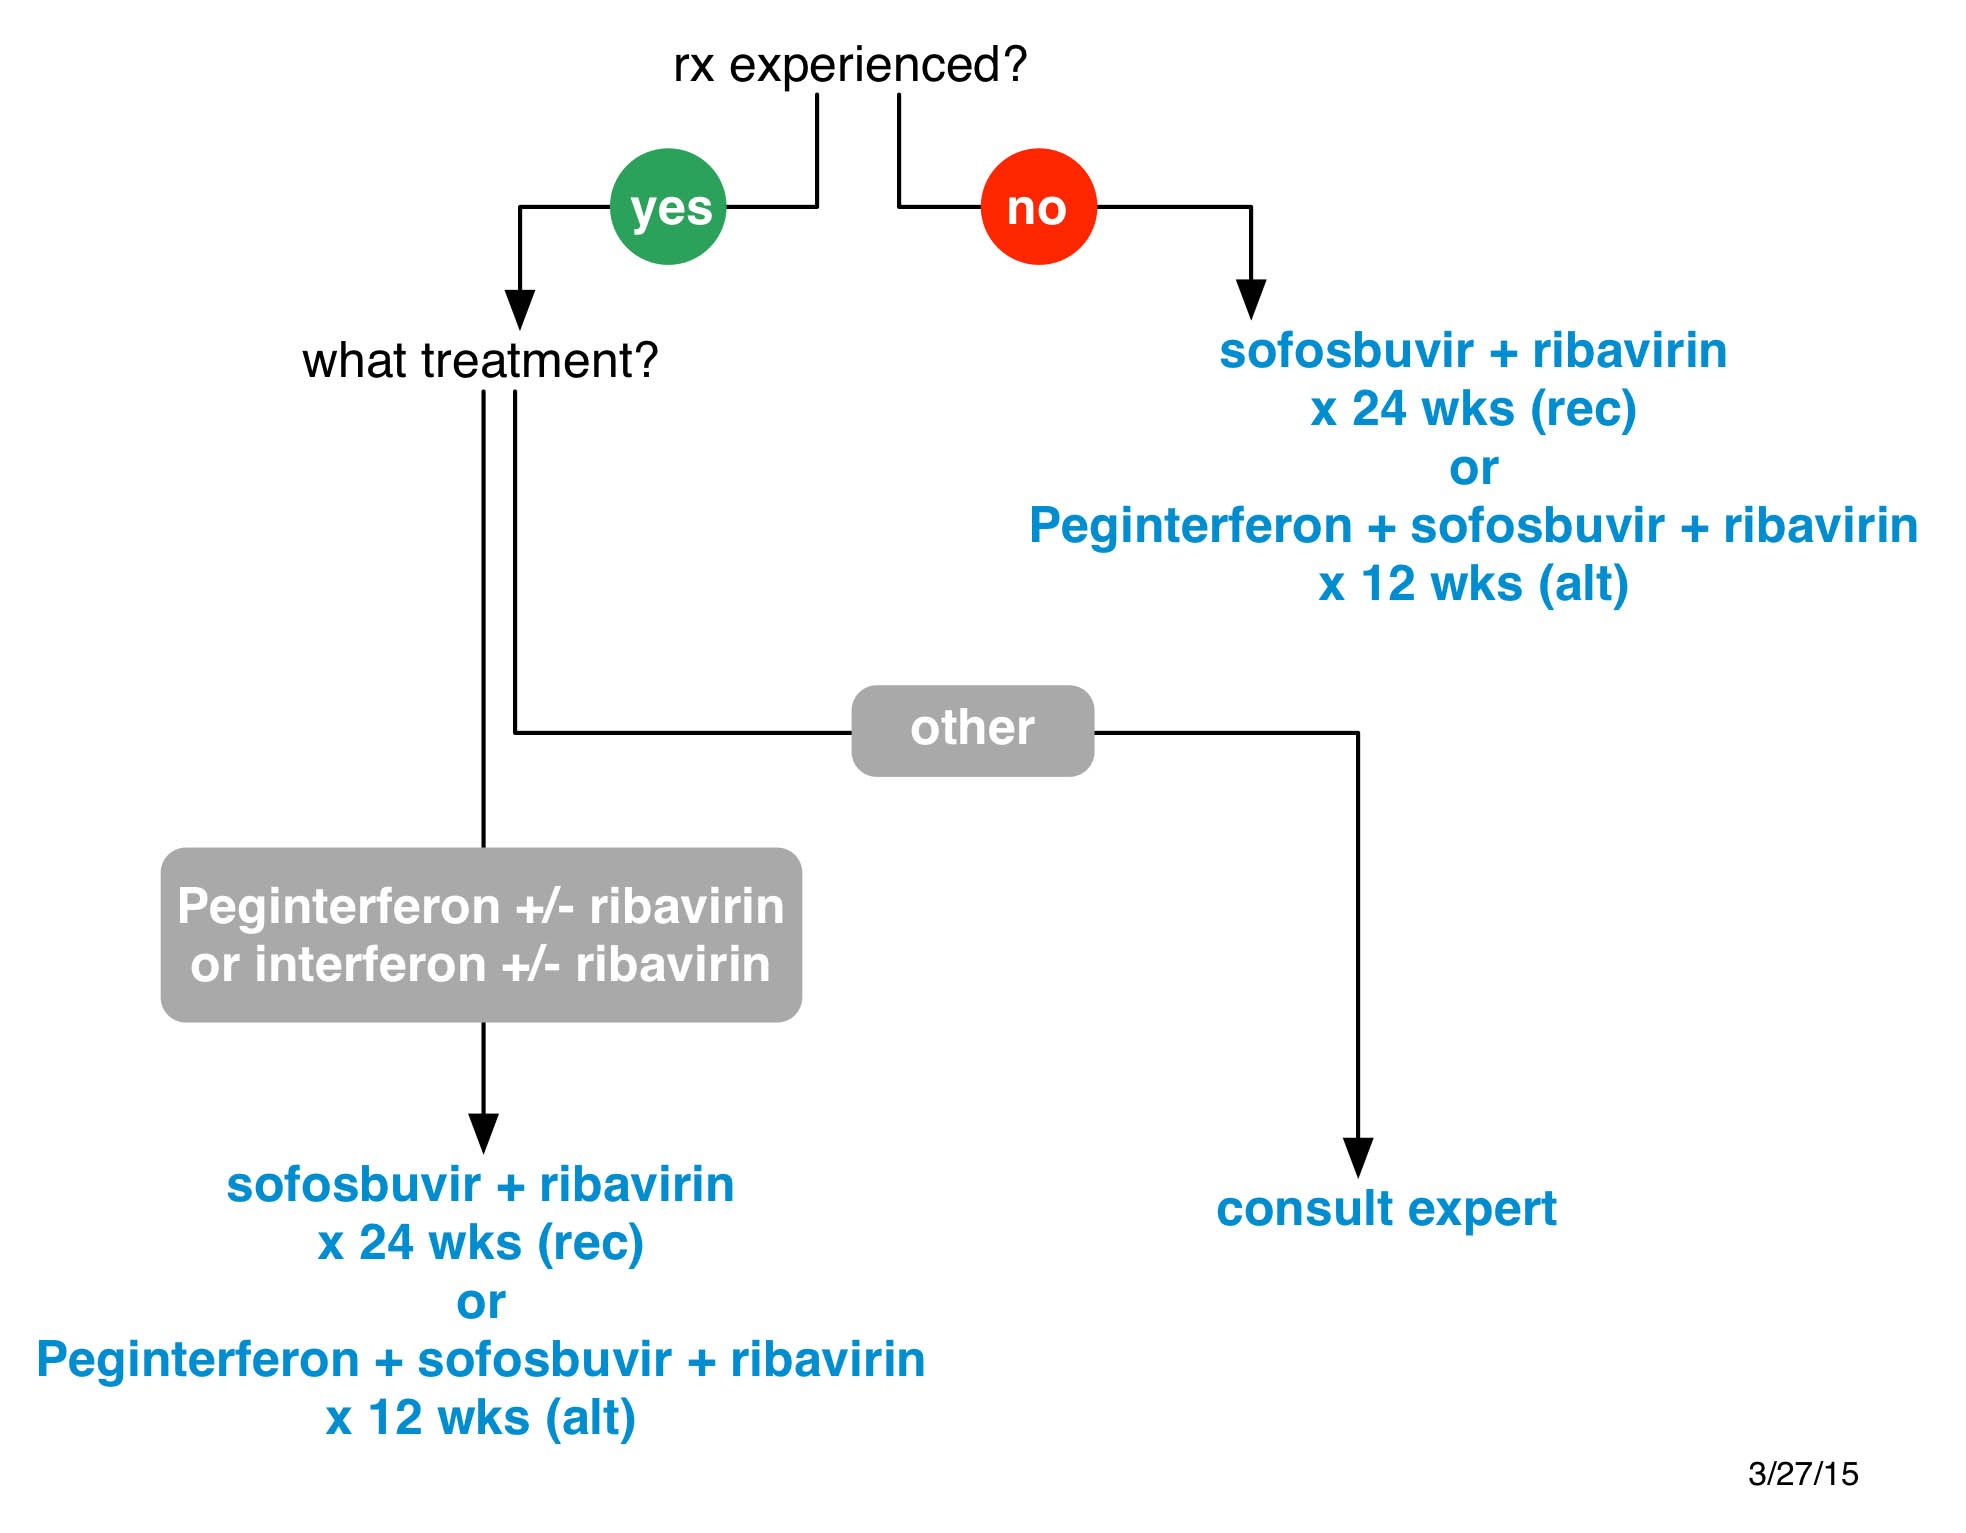 rx experienced?
yes
no
what treatment?
sofosbuvir + ribavirin
x 24 wks (rec)
or
Peginterferon + sofosbuvir + ribavirin
x 12 wks (alt)
other
Peginterferon +/- ribavirin
or interferon +/- ribavirin
sofosbuvir + ribavirin
x 24 wks (rec)
or
Peginterferon + sofosbuvir + ribavirin
x 12 wks (alt)
consult expert
3/27/15